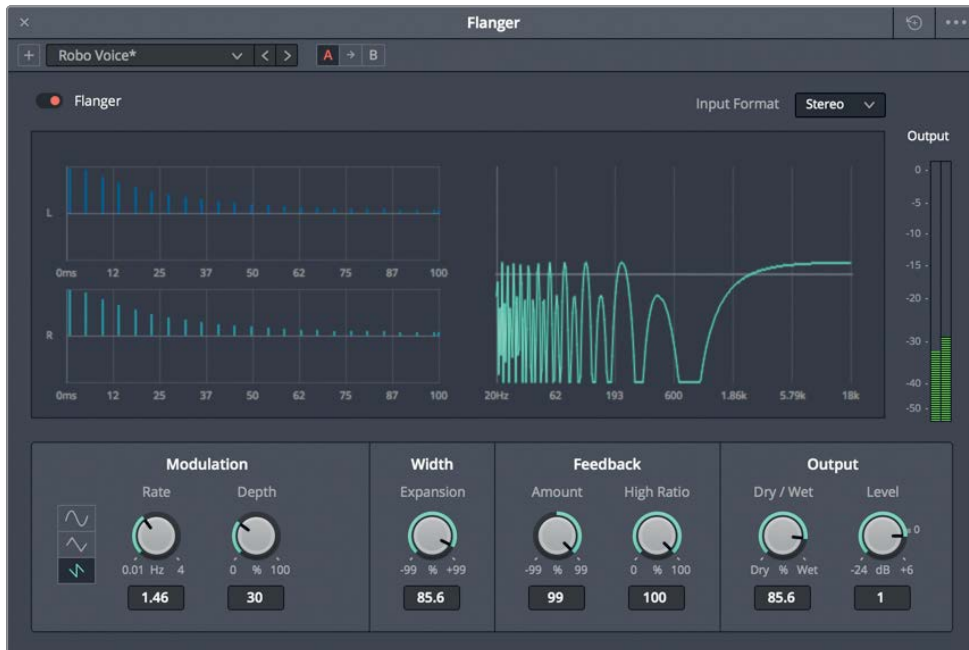 Flanger
Robo Voice*
A
B
Flanger
Input Format Stereo
Output
0 -
-5 -
-10 -
-15 -
-20 -
-30 -
-40 -
-50 -
L
0ms 12 25 37 50 62 75 87 100
R
0ms 12 25 37 50 62 75 87 100
20Hz 62 193 600 1.86k 5.79k 18k
Modulation
Rate Depth
0.01 Hz 4
0 % 100
1.46 30
Width
Expansion
-99 % +99
85.6
Feedback
Amount High Ratio
-99 % 99
0 % 100
99 100
Output
Dry / Wet Level
0
Dry % Wet
-24 dB +6
85.6 1